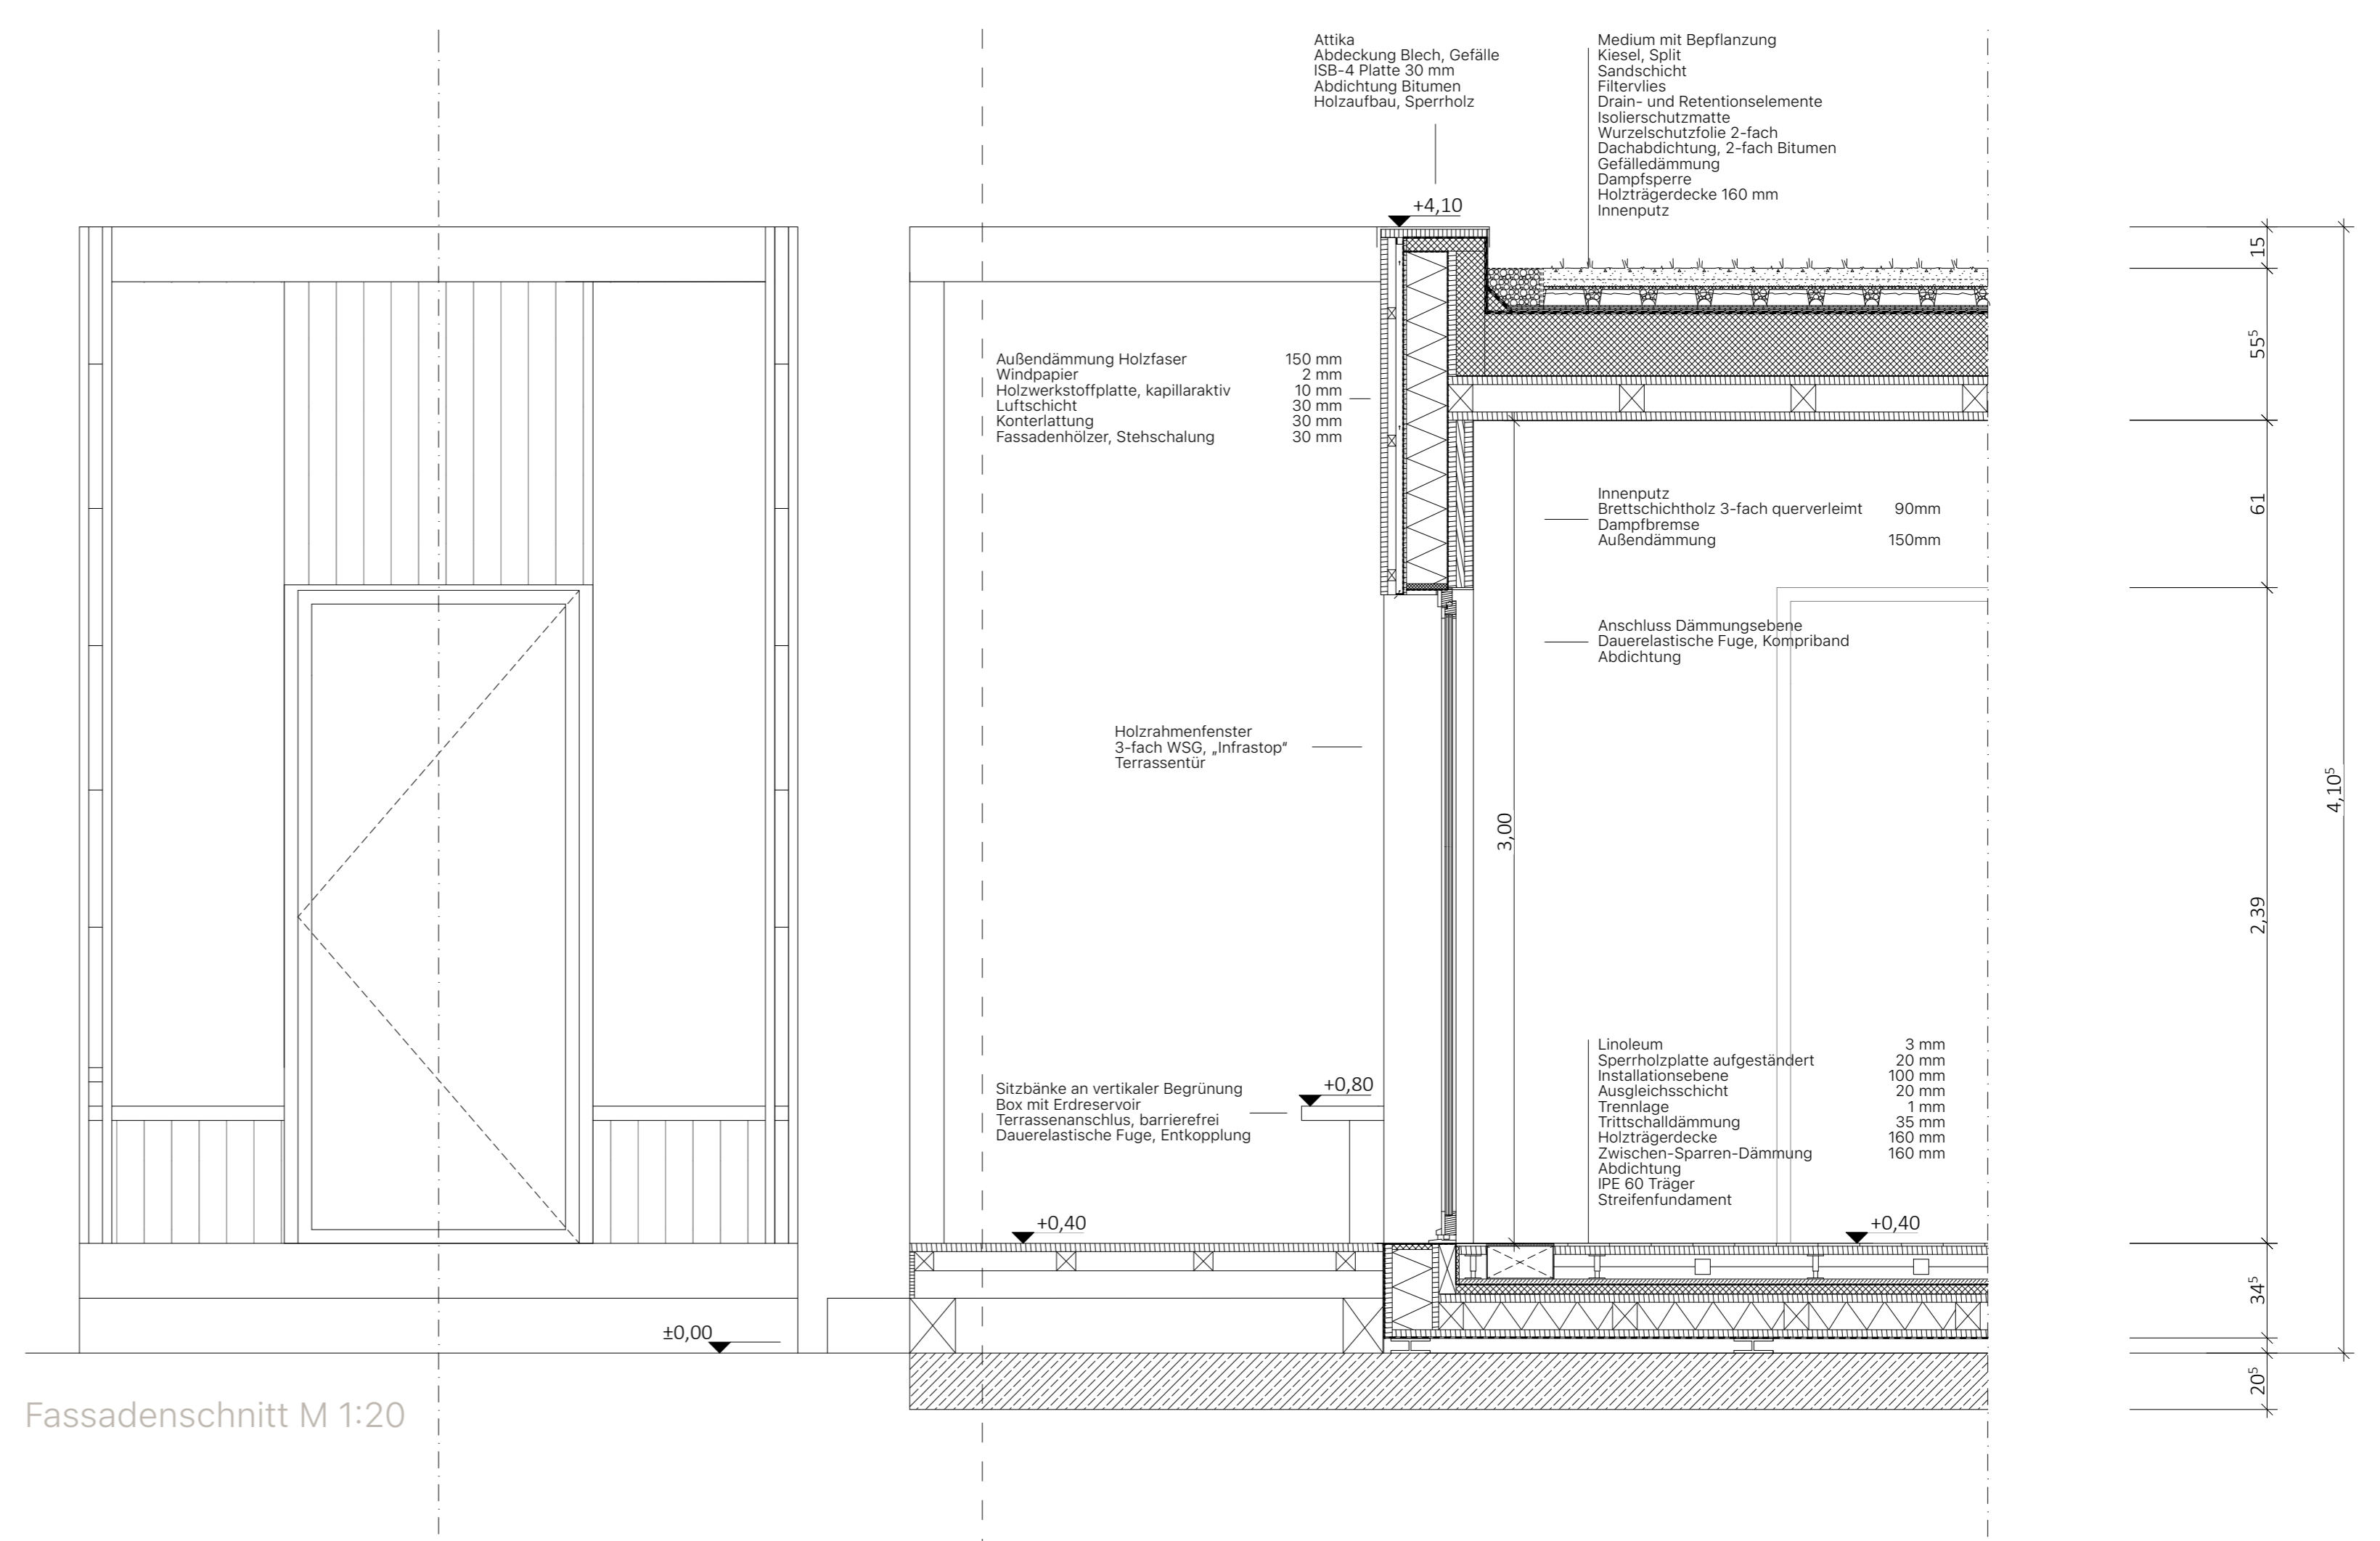 Attika
Abdeckung Blech, Gefälle
ISB-4 Platte 30 mm
Abdichtung Bitumen
Holzaufbau, Sperrholz
Medium mit Bepflanzung
Kiesel, Split
Sandschicht
Filtervlies
Drain- und Retentionselemente
Isolierschutzmatte
Wurzelschutzfolie 2-fach
Dachabdichtung, 2-fach Bitumen
Gefälledämmung
Dampfsperre
Holzträgerdecke 160 mm
Innenputz
+4,10
15
55⁵
61
2,39
34⁵
20⁵
4,10⁵
Außendämmung Holzfaser 150 mm
Windpapier 2 mm
Holzwerkstoffplatte, kapillaraktiv 10 mm
Luftschicht 30 mm
Konterlattung 30 mm
Fassadenhölzer, Stehschalung 30 mm
Innenputz
Brettschichtholz 3-fach querverleimt 90mm
Dampfbremse
Außendämmung 150mm
Anschluss Dämmungsebene
Dauerelastische Fuge, Kompriband
Abdichtung
Holzrahmenfenster
3-fach WSG, „Infrastop“
Terrassentür
3,00
Sitzbänke an vertikaler Begrünung
Box mit Erdreservoir
Terrassenanschlus, barrierefrei
Dauerelastische Fuge, Entkopplung
+0,80
Linoleum 3 mm
Sperrholzplatte aufgeständert 20 mm
Installationsebene 100 mm
Ausgleichsschicht 20 mm
Trennlage 1 mm
Trittschalldämmung 35 mm
Holzträgerdecke 160 mm
Zwischen-Sparren-Dämmung 160 mm
Abdichtung
IPE 60 Träger
Streifenfundament
+0,40
+0,40
±0,00
Fassadenschnitt M 1:20